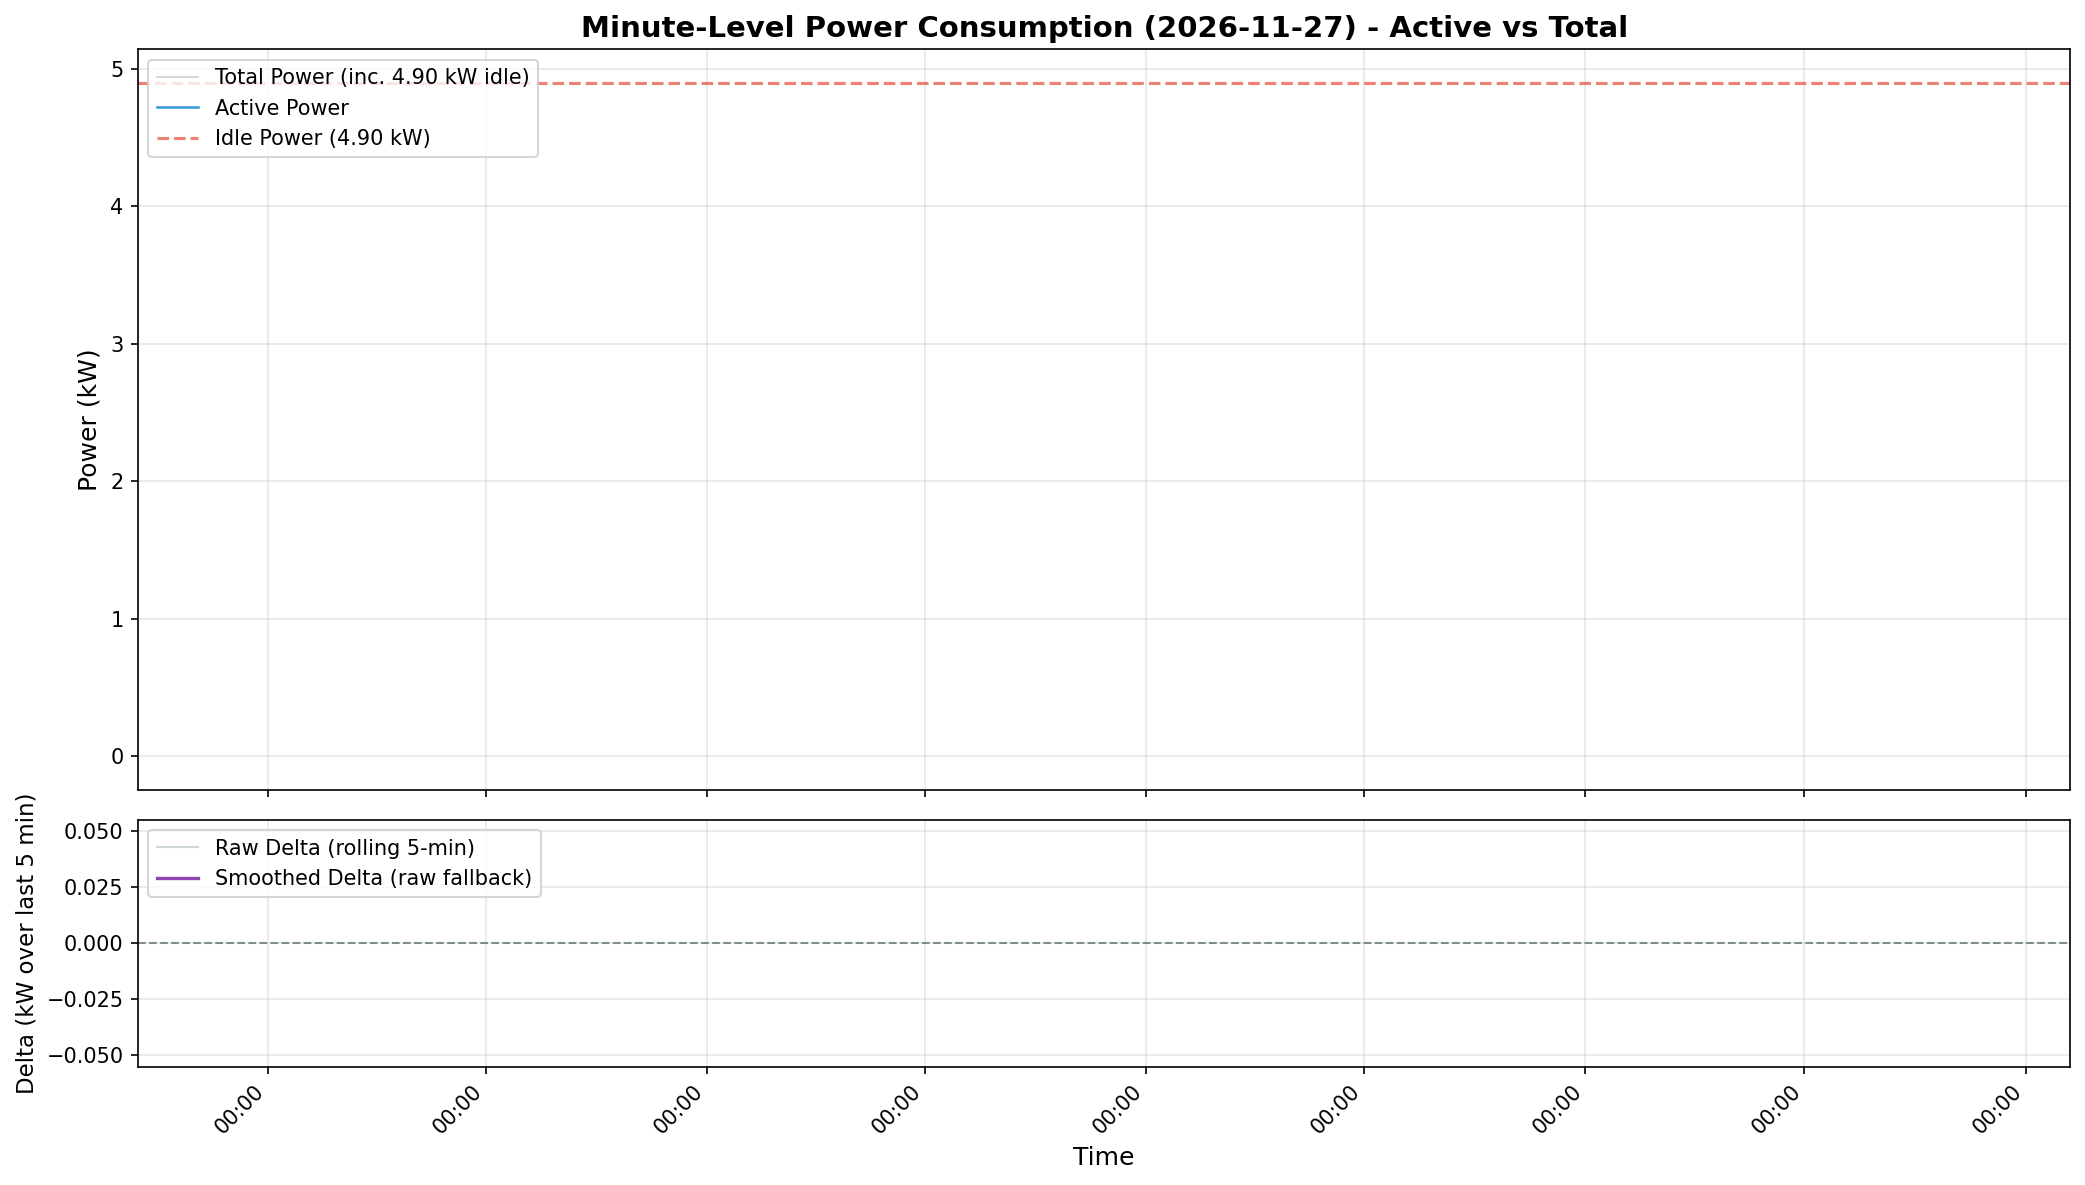 Minute-Level Power Consumption (2026-11-27) - Active vs Total
Total Power (inc. 4.90 kW idle)
Active Power
Idle Power (4.90 kW)
Power (kW)
5
4
3
2
1
0
Raw Delta (rolling 5-min)
Smoothed Delta (raw fallback)
Delta (kW over last 5 min)
0.050
0.025
0.000
−0.025
−0.050
00:00
00:00
00:00
00:00
00:00
00:00
00:00
00:00
00:00
Time